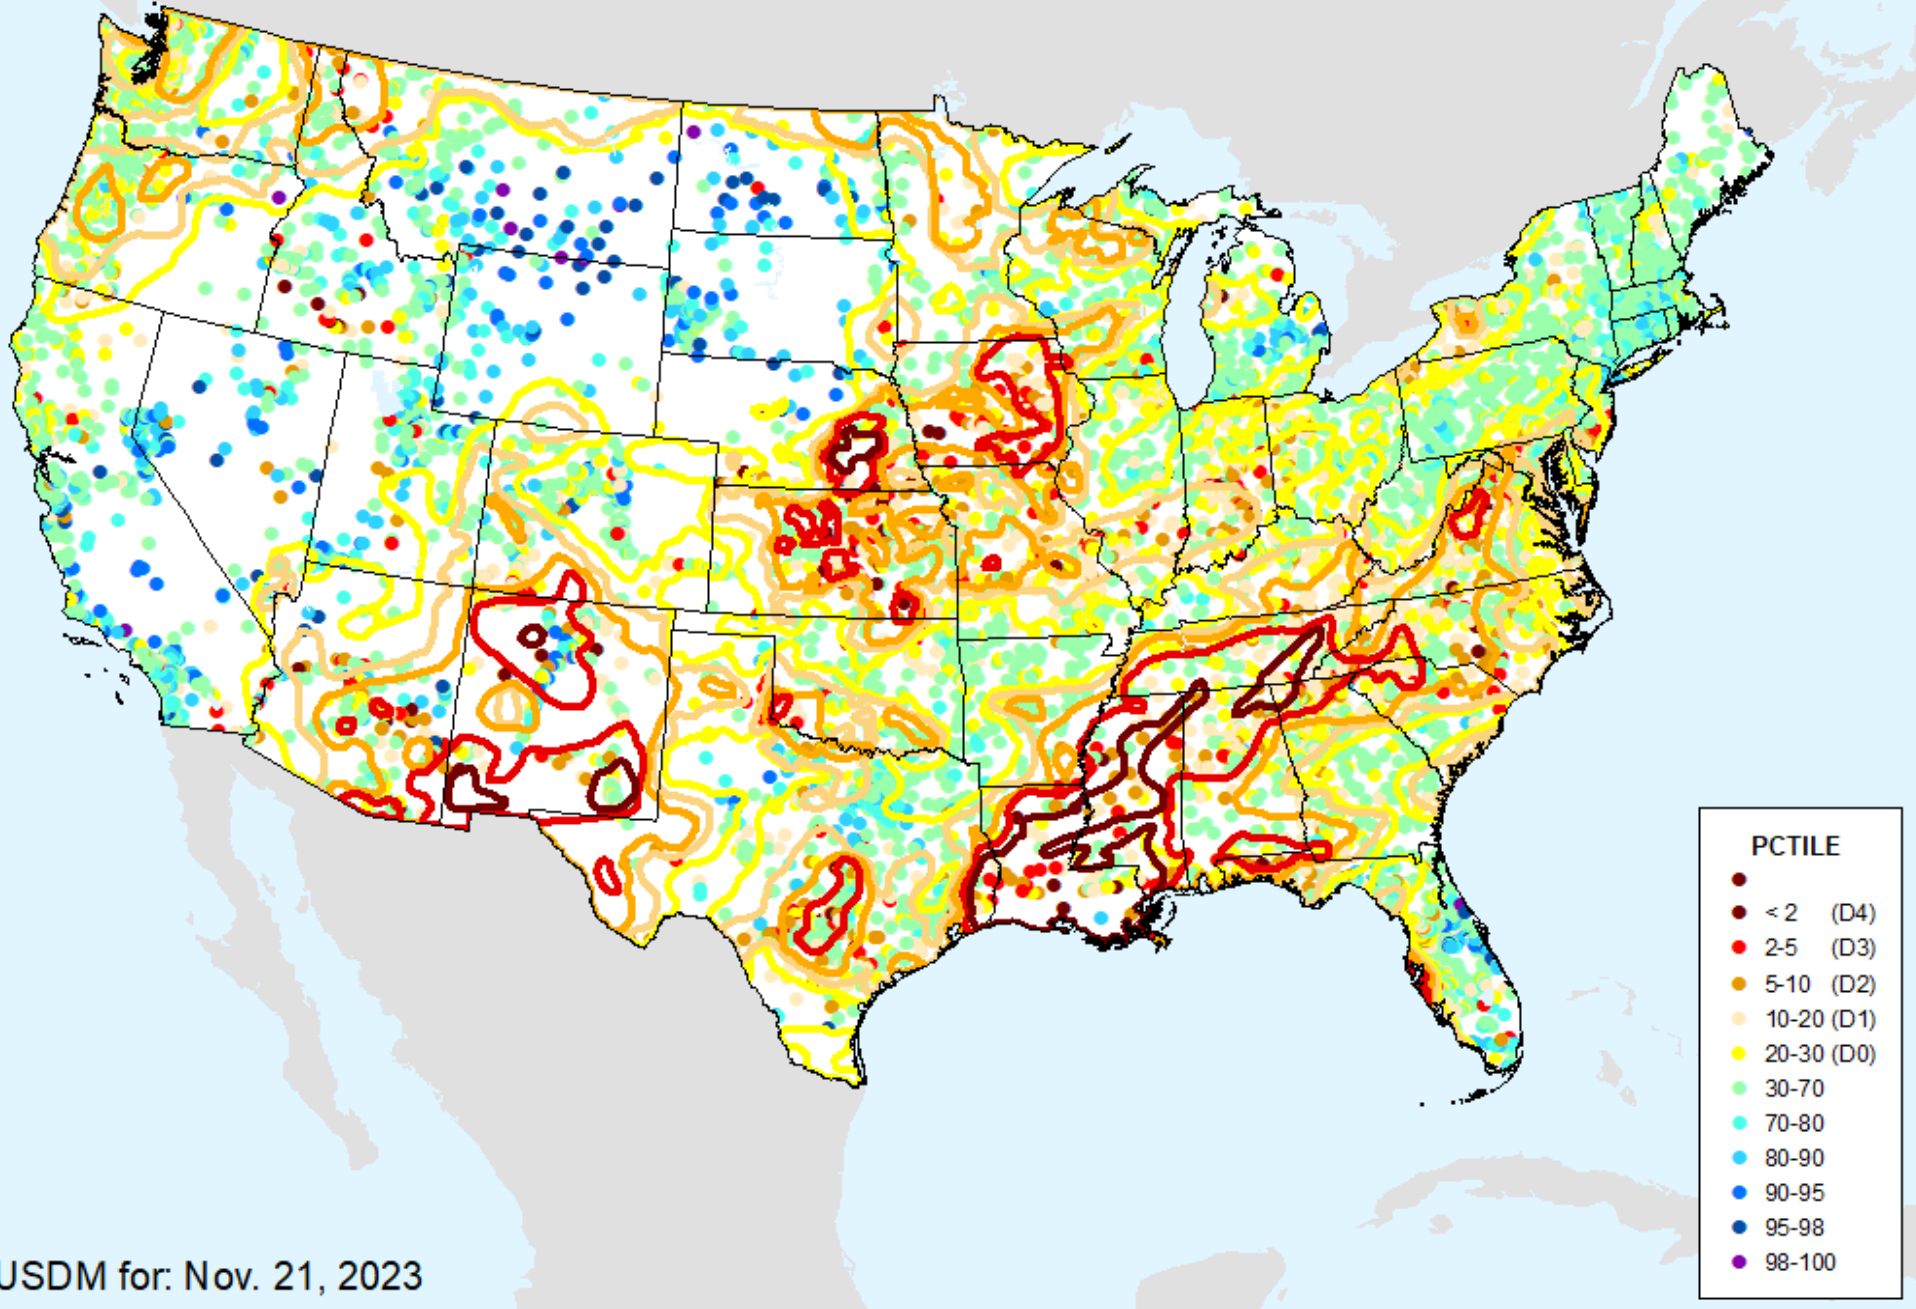 PCTILE
< 2 (D4)
2-5 (D3)
5-10 (D2)
10-20 (D1)
20-30 (D0)
30-70
70-80
80-90
90-95
95-98
98-100
USDM for: Nov. 21, 2023